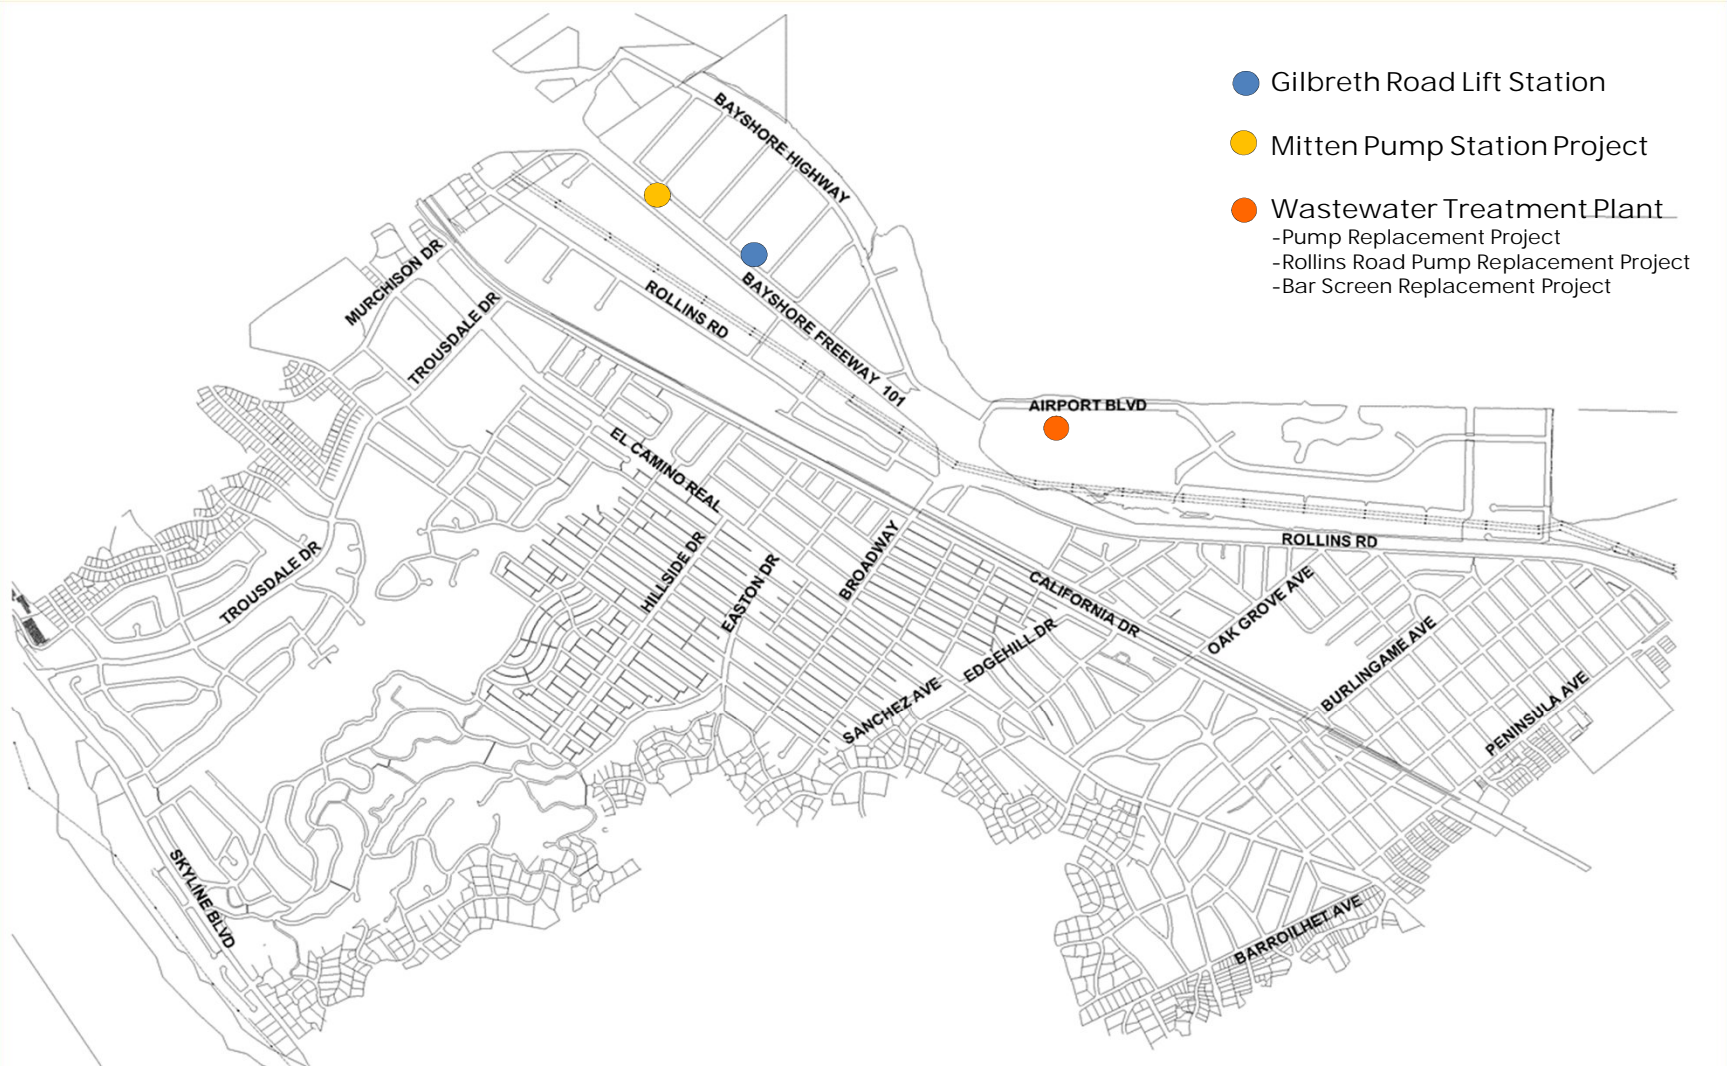 Gilbreth Road Lift Station
Mitten Pump Station Project
Wastewater Treatment Plant
-Pump Replacement Project
-Rollins Road Pump Replacement Project
-Bar Screen Replacement Project
BAYSHORE HIGHWAY
MURCHISON DR
TROUSDALE DR
ROLLINS RD
BAYSHORE FREEWAY 101
AIRPORT BLVD
EL CAMINO REAL
TROUSDALE DR
HILLSIDE DR
EASTON DR
BROADWAY
ROLLINS RD
CALIFORNIA DR
OAK GROVE AVE
EDGEHILL DR
SANCHEZ AVE
BURLINGAME AVE
PENINSULA AVE
SKYLINE BLVD
BARROILHET AVE